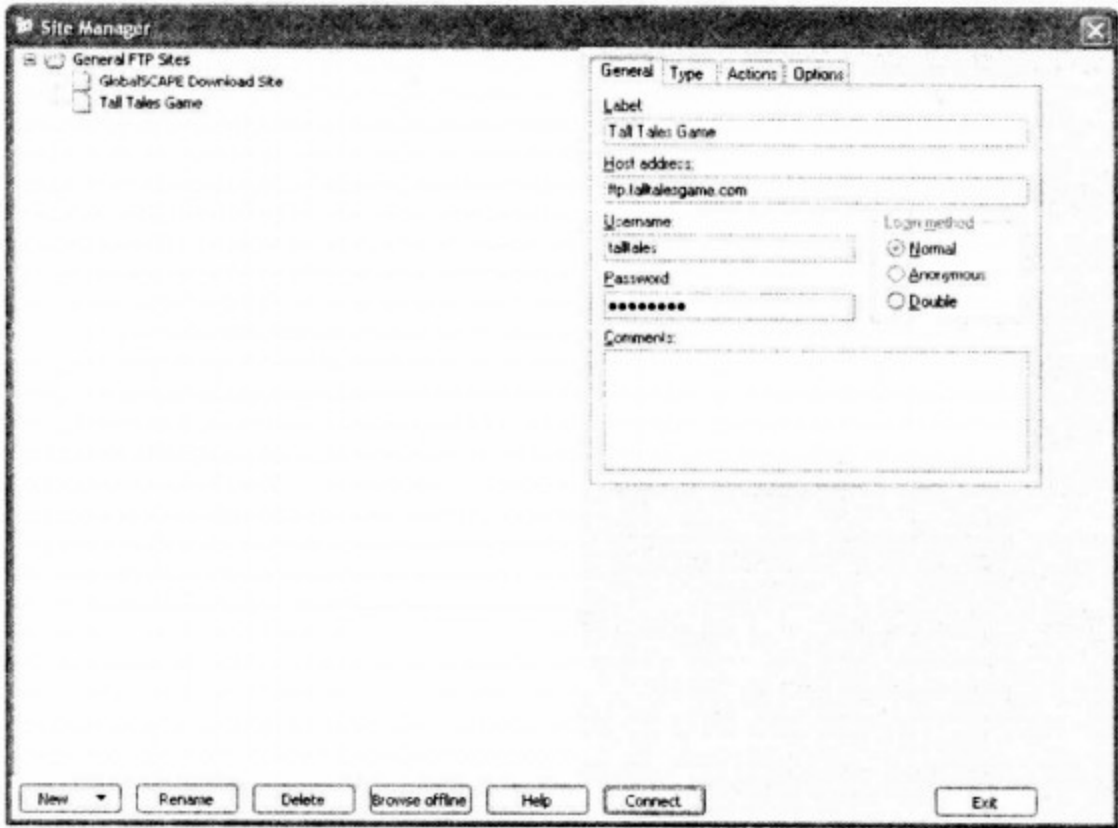 Site Manager
General FTP Sites
GlobalSCAPE Download Site
Tall Tales Game
General Type Actions Options
Label:
Tall Tales Game
Host address:
ftp.talltalesgame.com
Username:
talltales
Login method
Normal
Anonymous
Double
Password:
●●●●●●●●
Comments:
New Rename Delete Browse offline Help Connect Exit